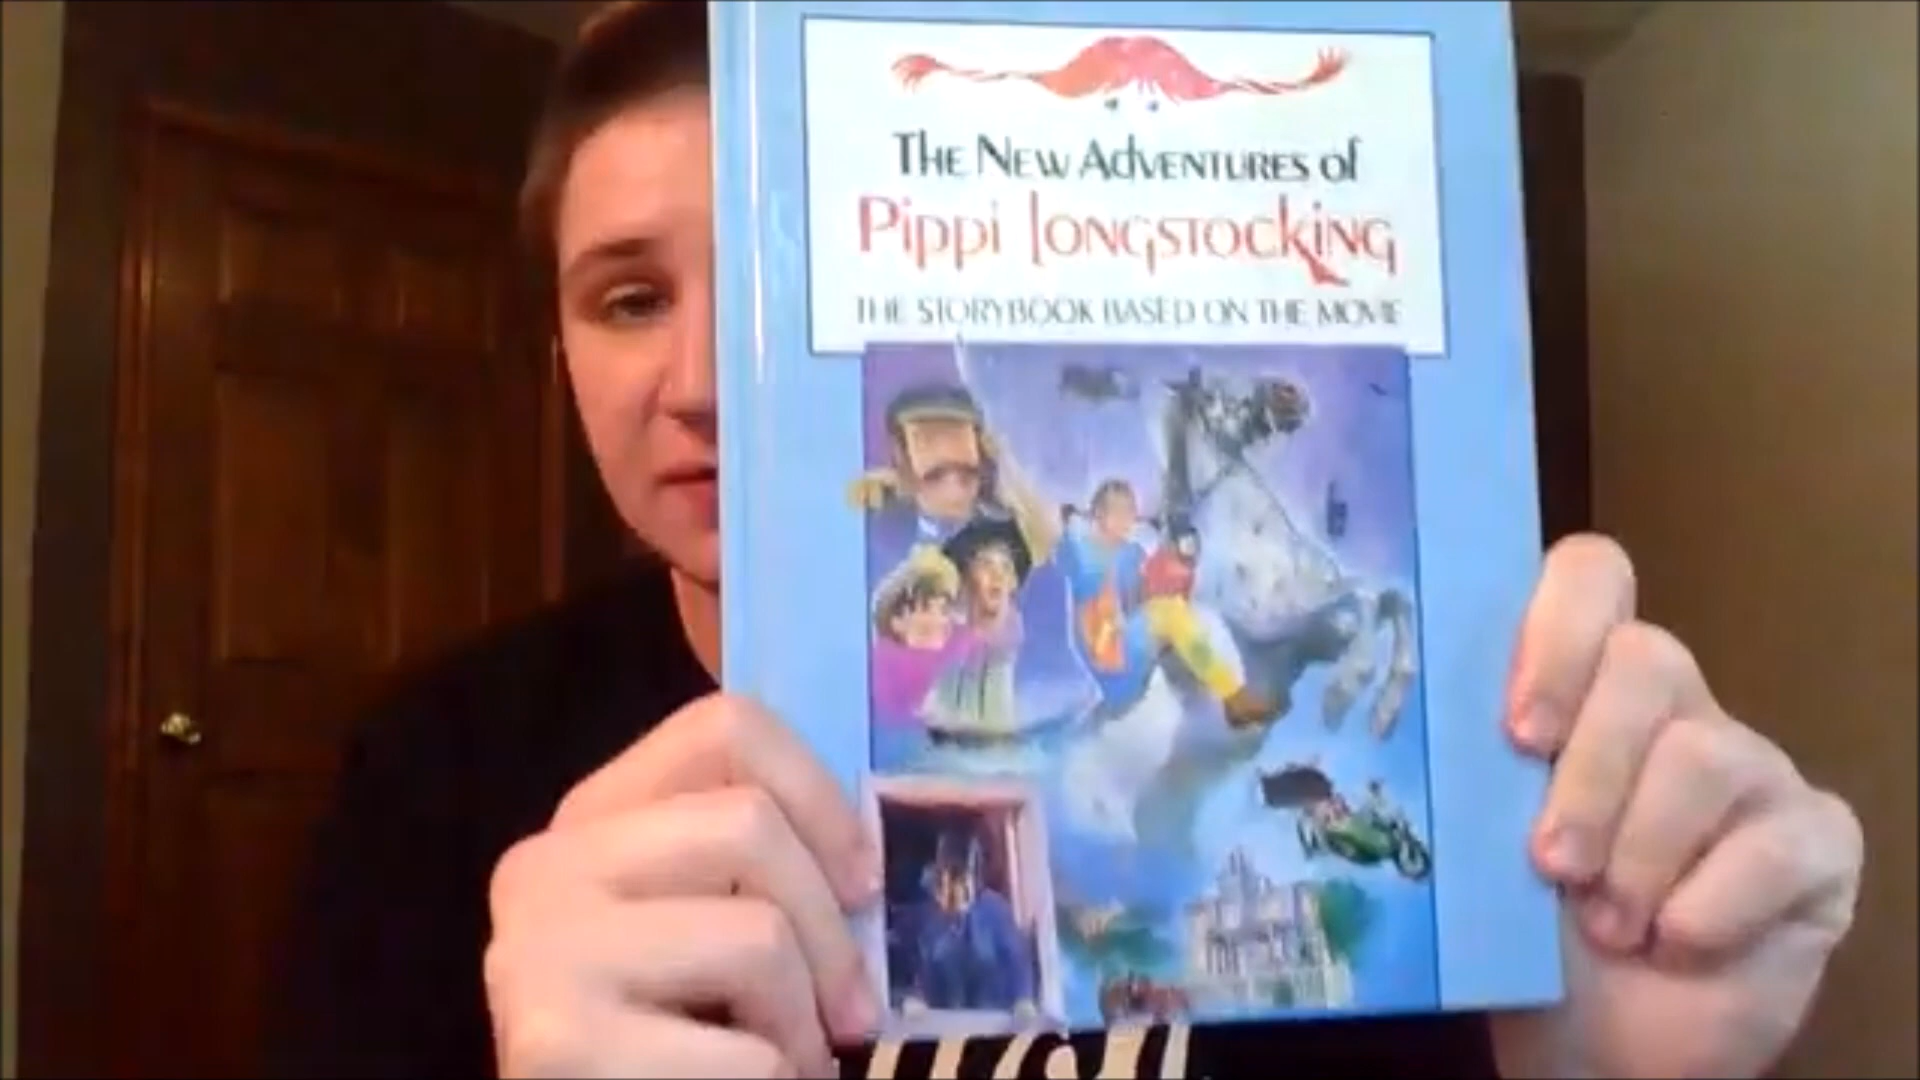 The New Adventures of
Pippi Longstocking
THE STORYBOOK BASED ON THE MOVIE